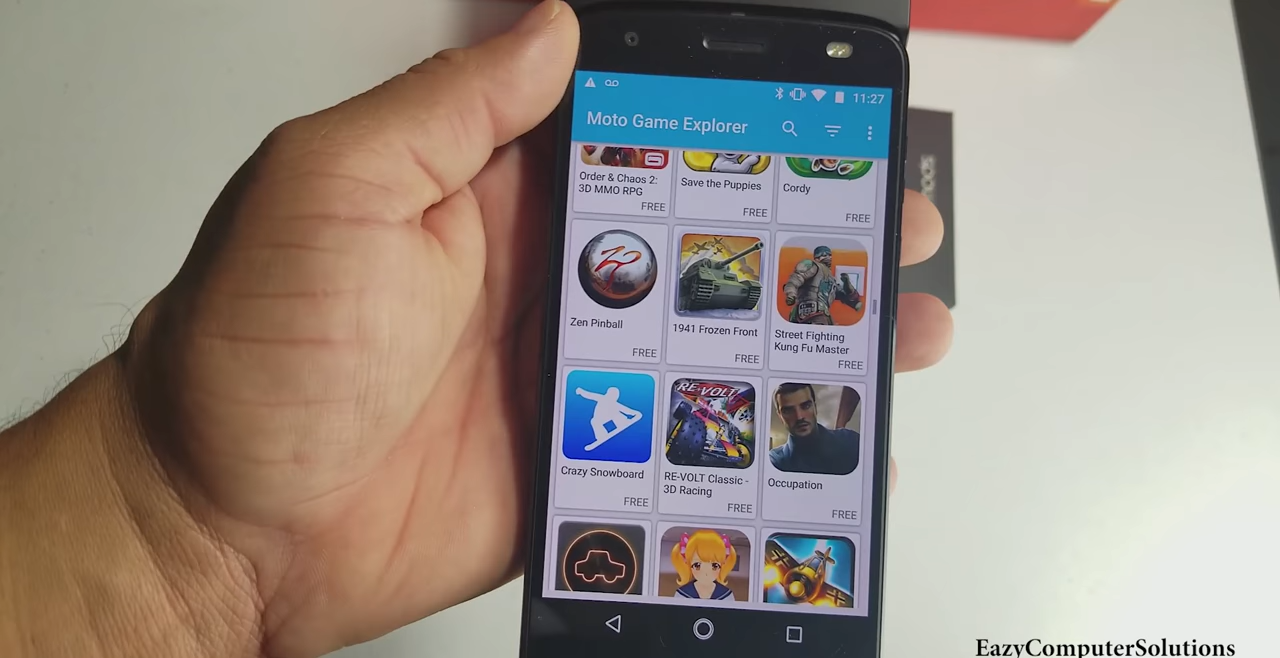 11:27
Moto Game Explorer
Order & Chaos 2:
3D MMO RPG
FREE
Save the Puppies
FREE
Cordy
FREE
Zen Pinball
FREE
1941 Frozen Front
FREE
Street Fighting
Kung Fu Master
FREE
Crazy Snowboard
FREE
RE-VOLT
RE-VOLT Classic -
3D Racing
FREE
Occupation
FREE
EazyComputerSolutions